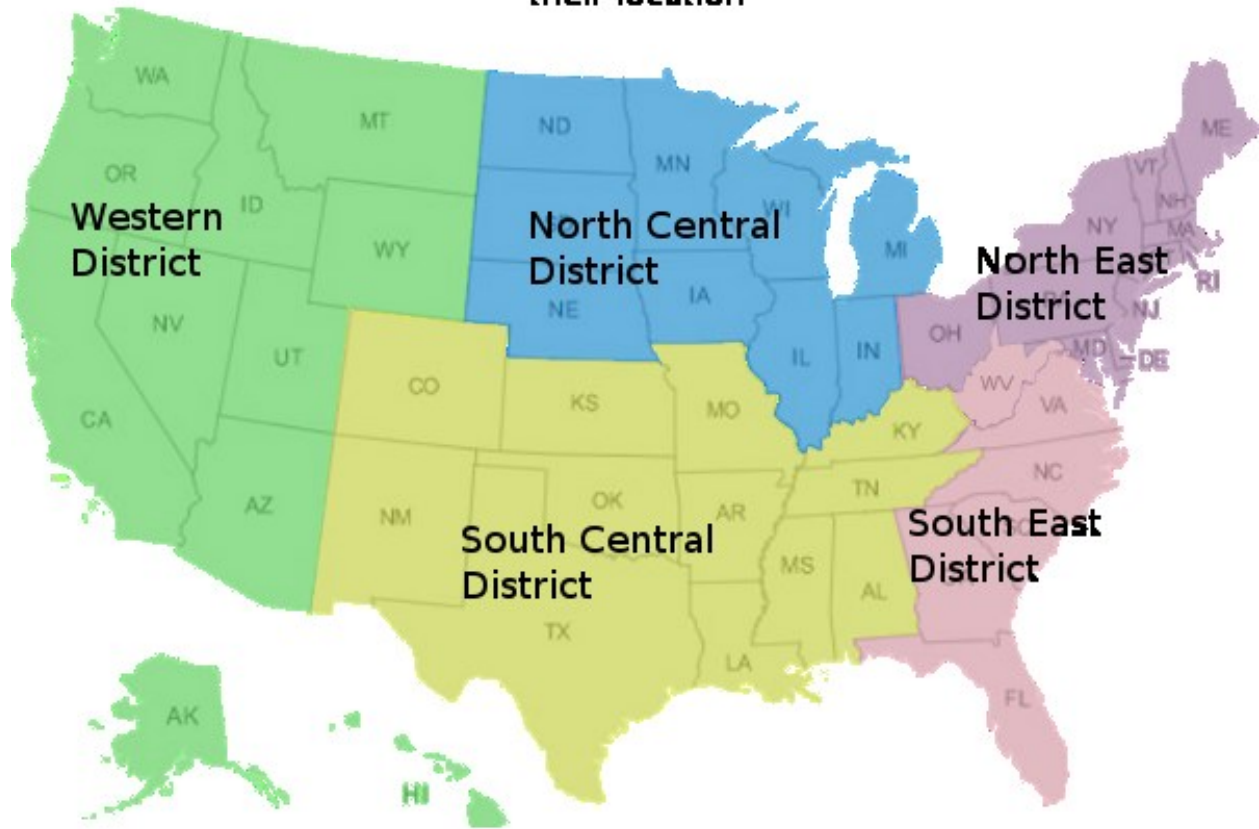 their location
WA
MT
ND
MN
ME
OR
ID
VT
NH
Western
District
WY
North Central
District
WI
MI
NY
MA
North East
District
RI
NV
UT
NE
IA
IL
IN
OH
NJ
MD
DE
CA
CO
KS
MO
WV
VA
KY
AZ
NM
OK
AR
TN
NC
South Central
District
South East
District
MS
AL
TX
LA
FL
AK
HI